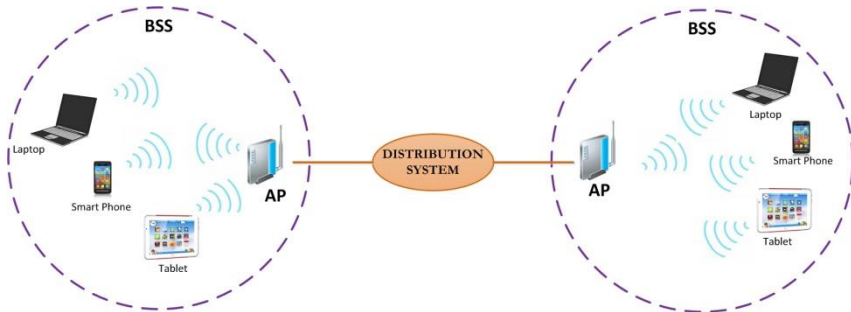 BSS
Laptop
Smart Phone
Tablet
AP
DISTRIBUTION
SYSTEM
BSS
AP
Laptop
Smart Phone
Tablet